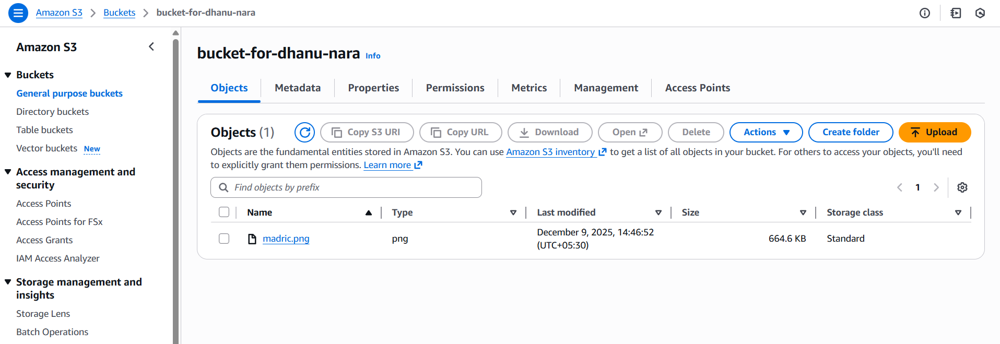 Amazon S3 > Buckets > bucket-for-dhanu-nara
Amazon S3
Buckets
General purpose buckets
Directory buckets
Table buckets
Vector buckets New
Access management and
security
Access Points
Access Points for FSx
Access Grants
IAM Access Analyzer
Storage management and
insights
Storage Lens
Batch Operations
bucket-for-dhanu-nara Info
Objects Metadata Properties Permissions Metrics Management Access Points
Objects (1) Copy S3 URI Copy URL Download Open Delete Actions Create folder Upload
Objects are the fundamental entities stored in Amazon S3. You can use Amazon S3 inventory to get a list of all objects in your bucket. For others to access your objects, you'll need
to explicitly grant them permissions. Learn more
Find objects by prefix
1
Name Type Last modified Size Storage class
madric.png png December 9, 2025, 14:46:52 664.6 KB Standard
(UTC+05:30)